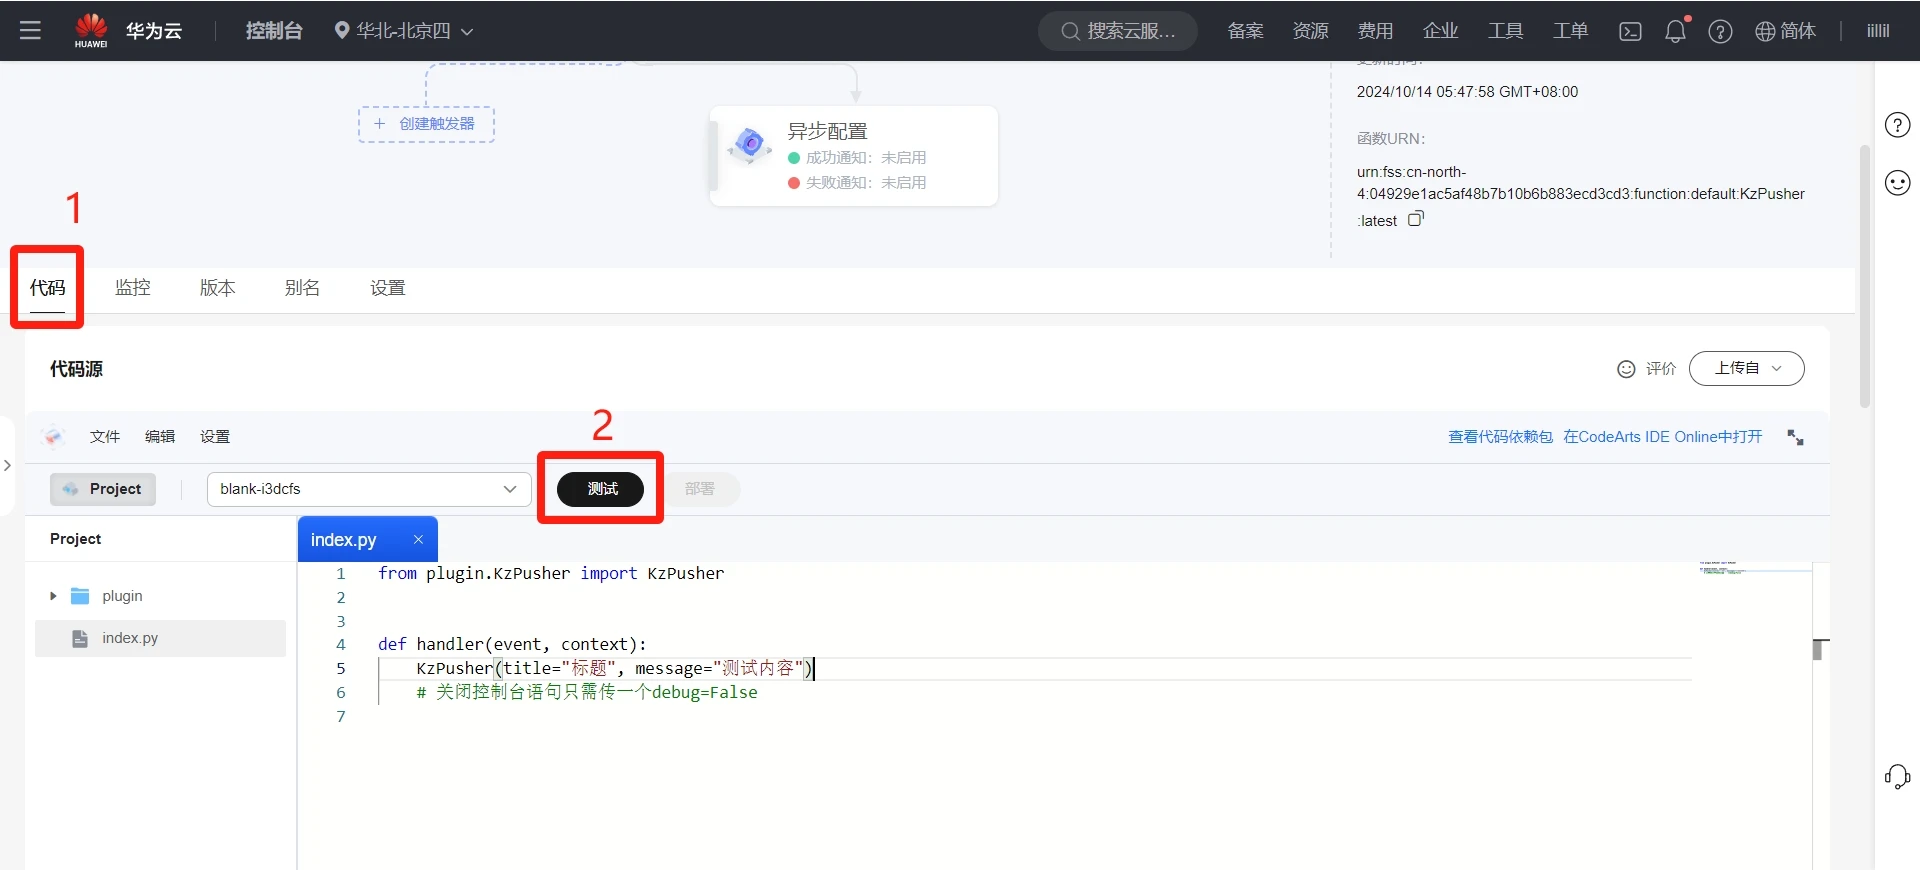 HUAWEI
华为云
控制台
华北-北京四
搜索云服...
备案
资源
费用
企业
工具
工单
简体
创建触发器
异步配置
成功通知：未启用
失败通知：未启用
更新时间：
2024/10/14 05:47:58 GMT+08:00
函数URN：
urn:fss:cn-north-
4:04929e1ac5af48b7b10b6b883ecd3cd3:function:default:KzPusher
:latest
1
代码
监控
版本
别名
设置
代码源
评价
上传自
2
文件
编辑
设置
查看代码依赖包
在CodeArts IDE Online中打开
Project
blank-i3dcfs
测试
部署
Project
index.py
plugin
index.py
1 from plugin.KzPusher import KzPusher
2
3
4 def handler(event, context):
5 KzPusher(title="标题", message="测试内容")
6 # 关闭控制台语句只需传一个debug=False
7